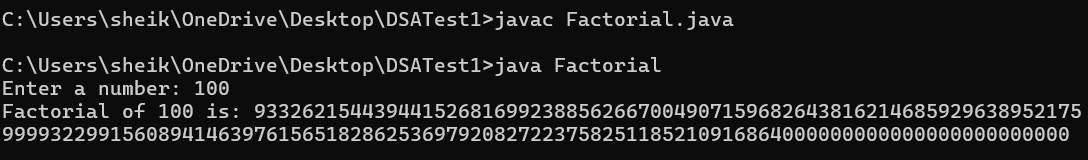 C:\Users\sheik\OneDrive\Desktop\DSATest1>javac Factorial.java
C:\Users\sheik\OneDrive\Desktop\DSATest1>java Factorial
Enter a number: 100
Factorial of 100 is: 933262154439441526816992388562667004907159682643816214685929638952175
99993229915608941463976156518286253697920827223758251185210916864000000000000000000000000